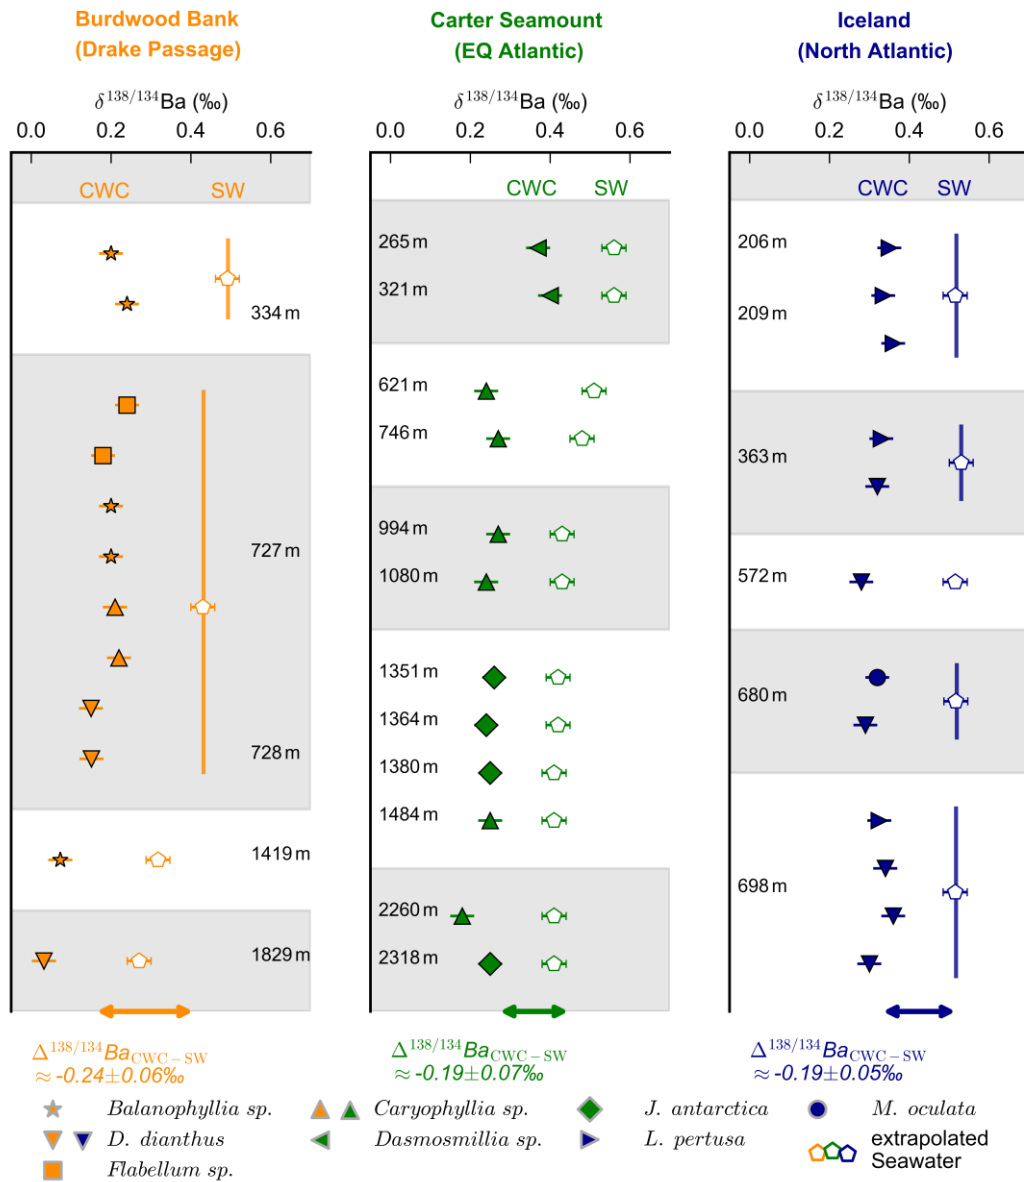 Burdwood Bank
(Drake Passage)
δ138/134Ba (‰)
0.0 0.2 0.4 0.6
CWC SW
334 m
727 m
728 m
1419 m
1829 m
Δ138/134BaCWC − SW
≈ -0.24±0.06‰
Carter Seamount
(EQ Atlantic)
δ138/134Ba (‰)
0.0 0.2 0.4 0.6
CWC SW
265 m
321 m
621 m
746 m
994 m
1080 m
1351 m
1364 m
1380 m
1484 m
2260 m
2318 m
Δ138/134BaCWC − SW
≈ -0.19±0.07‰
Iceland
(North Atlantic)
δ138/134Ba (‰)
0.0 0.2 0.4 0.6
CWC SW
206 m
209 m
363 m
572 m
680 m
698 m
Δ138/134BaCWC − SW
≈ -0.19±0.05‰
Balanophyllia sp.
D. dianthus
Flabellum sp.
Caryophyllia sp.
Dasmosmillia sp.
J. antarctica
L. pertusa
M. oculata
extrapolated
Seawater